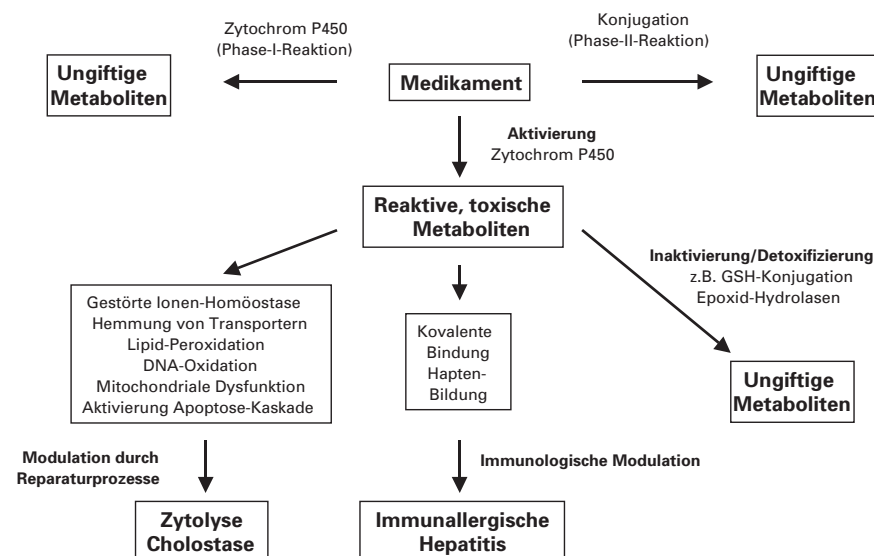 Zytochrom P450
(Phase-I-Reaktion)
Konjugation
(Phase-II-Reaktion)
Ungiftige
Metaboliten
Medikament
Ungiftige
Metaboliten
Aktivierung
Zytochrom P450
Reaktive, toxische
Metaboliten
Inaktivierung/Detoxifizierung
z.B. GSH-Konjugation
Epoxid-Hydrolasen
Gestörte Ionen-Homöostase
Hemmung von Transportern
Lipid-Peroxidation
DNA-Oxidation
Mitochondriale Dysfunktion
Aktivierung Apoptose-Kaskade
Kovalente
Bindung
Hapten-
Bildung
Ungiftige
Metaboliten
Modulation durch
Reparaturprozesse
Immunologische Modulation
Zytolyse
Cholostase
Immunallergische
Hepatitis